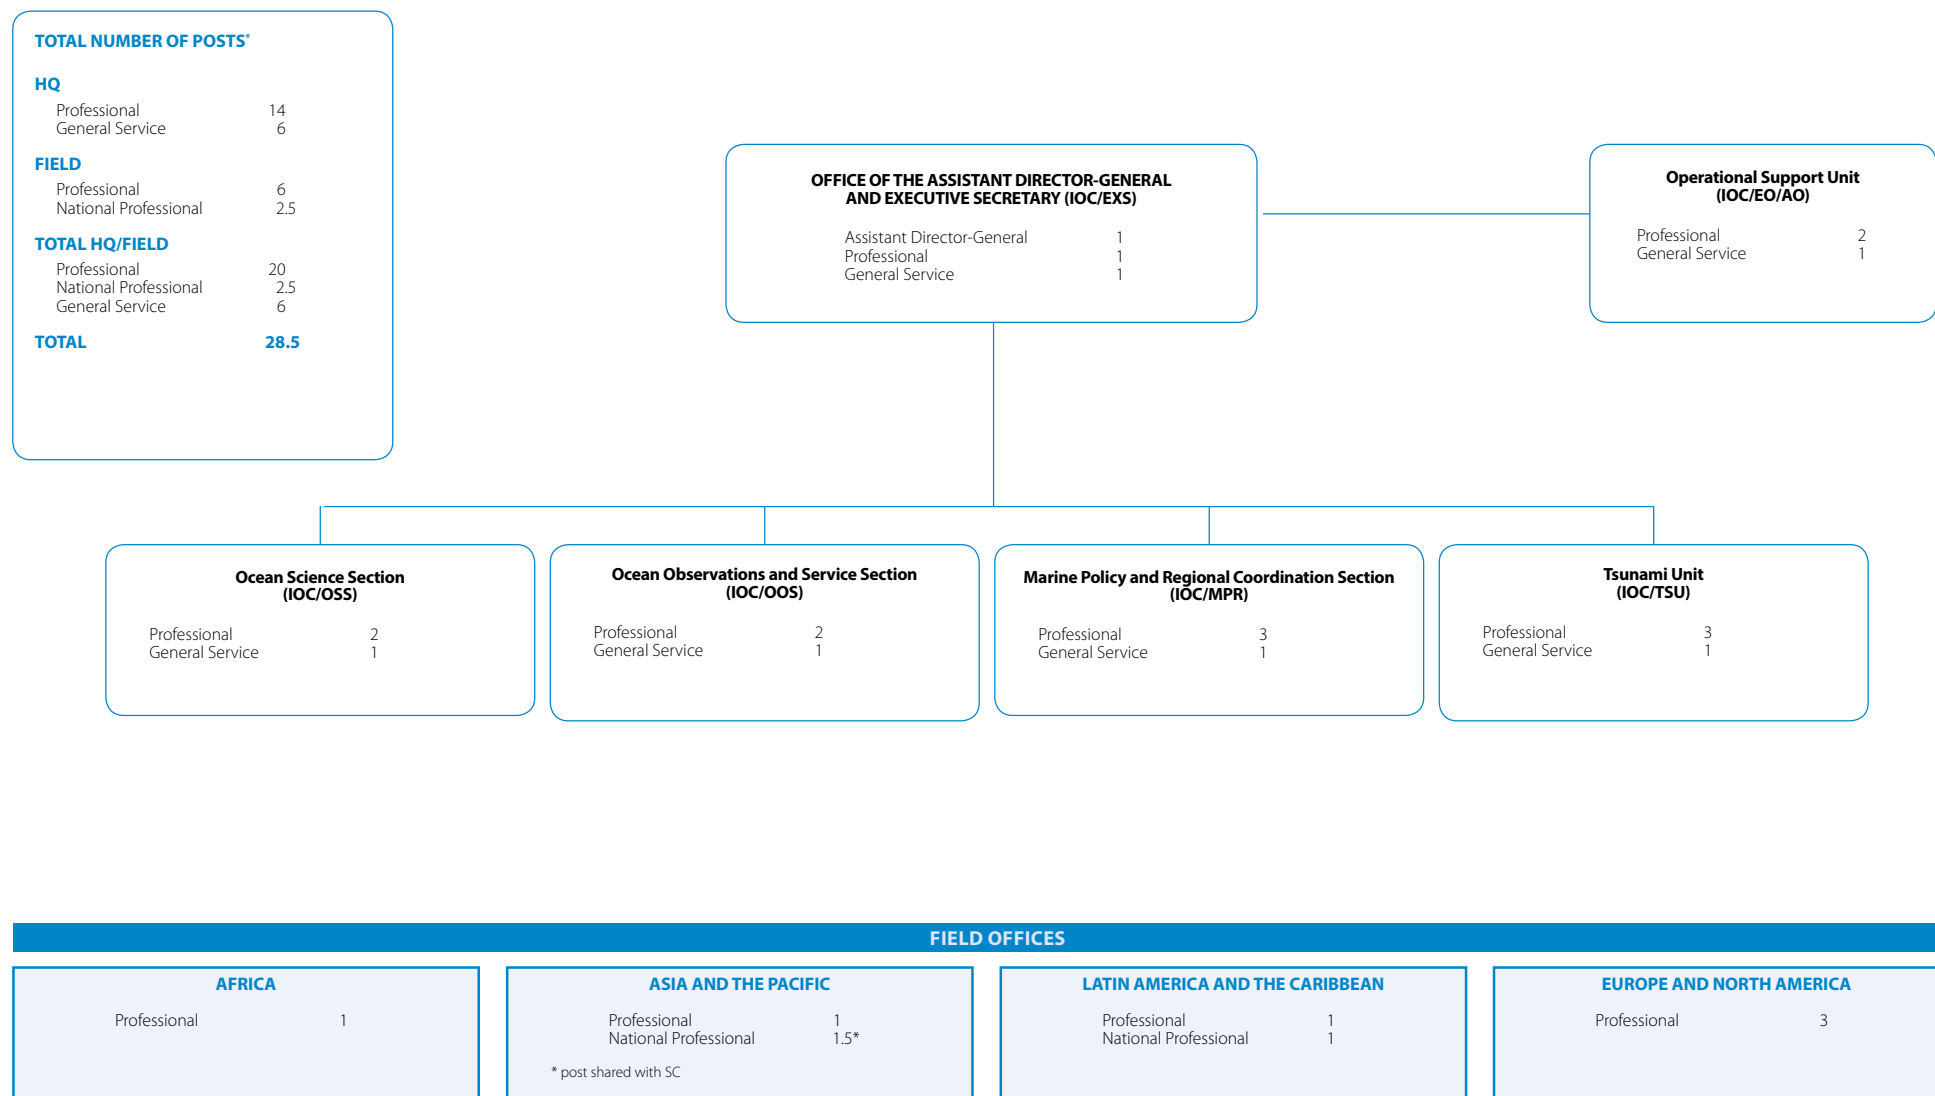 TOTAL NUMBER OF POSTS*
HQ
Professional 14
General Service 6
FIELD
Professional 6
National Professional 2.5
TOTAL HQ/FIELD
Professional 20
National Professional 2.5
General Service 6
TOTAL 28.5
OFFICE OF THE ASSISTANT DIRECTOR-GENERAL
AND EXECUTIVE SECRETARY (IOC/EXS)
Assistant Director-General 1
Professional 1
General Service 1
Operational Support Unit
(IOC/EO/AO)
Professional 2
General Service 1
Ocean Science Section
(IOC/OSS)
Professional 2
General Service 1
Ocean Observations and Service Section
(IOC/OOS)
Professional 2
General Service 1
Marine Policy and Regional Coordination Section
(IOC/MPR)
Professional 3
General Service 1
Tsunami Unit
(IOC/TSU)
Professional 3
General Service 1
FIELD OFFICES
AFRICA
Professional 1
ASIA AND THE PACIFIC
Professional 1
National Professional 1.5*
* post shared with SC
LATIN AMERICA AND THE CARIBBEAN
Professional 1
National Professional 1
EUROPE AND NORTH AMERICA
Professional 3